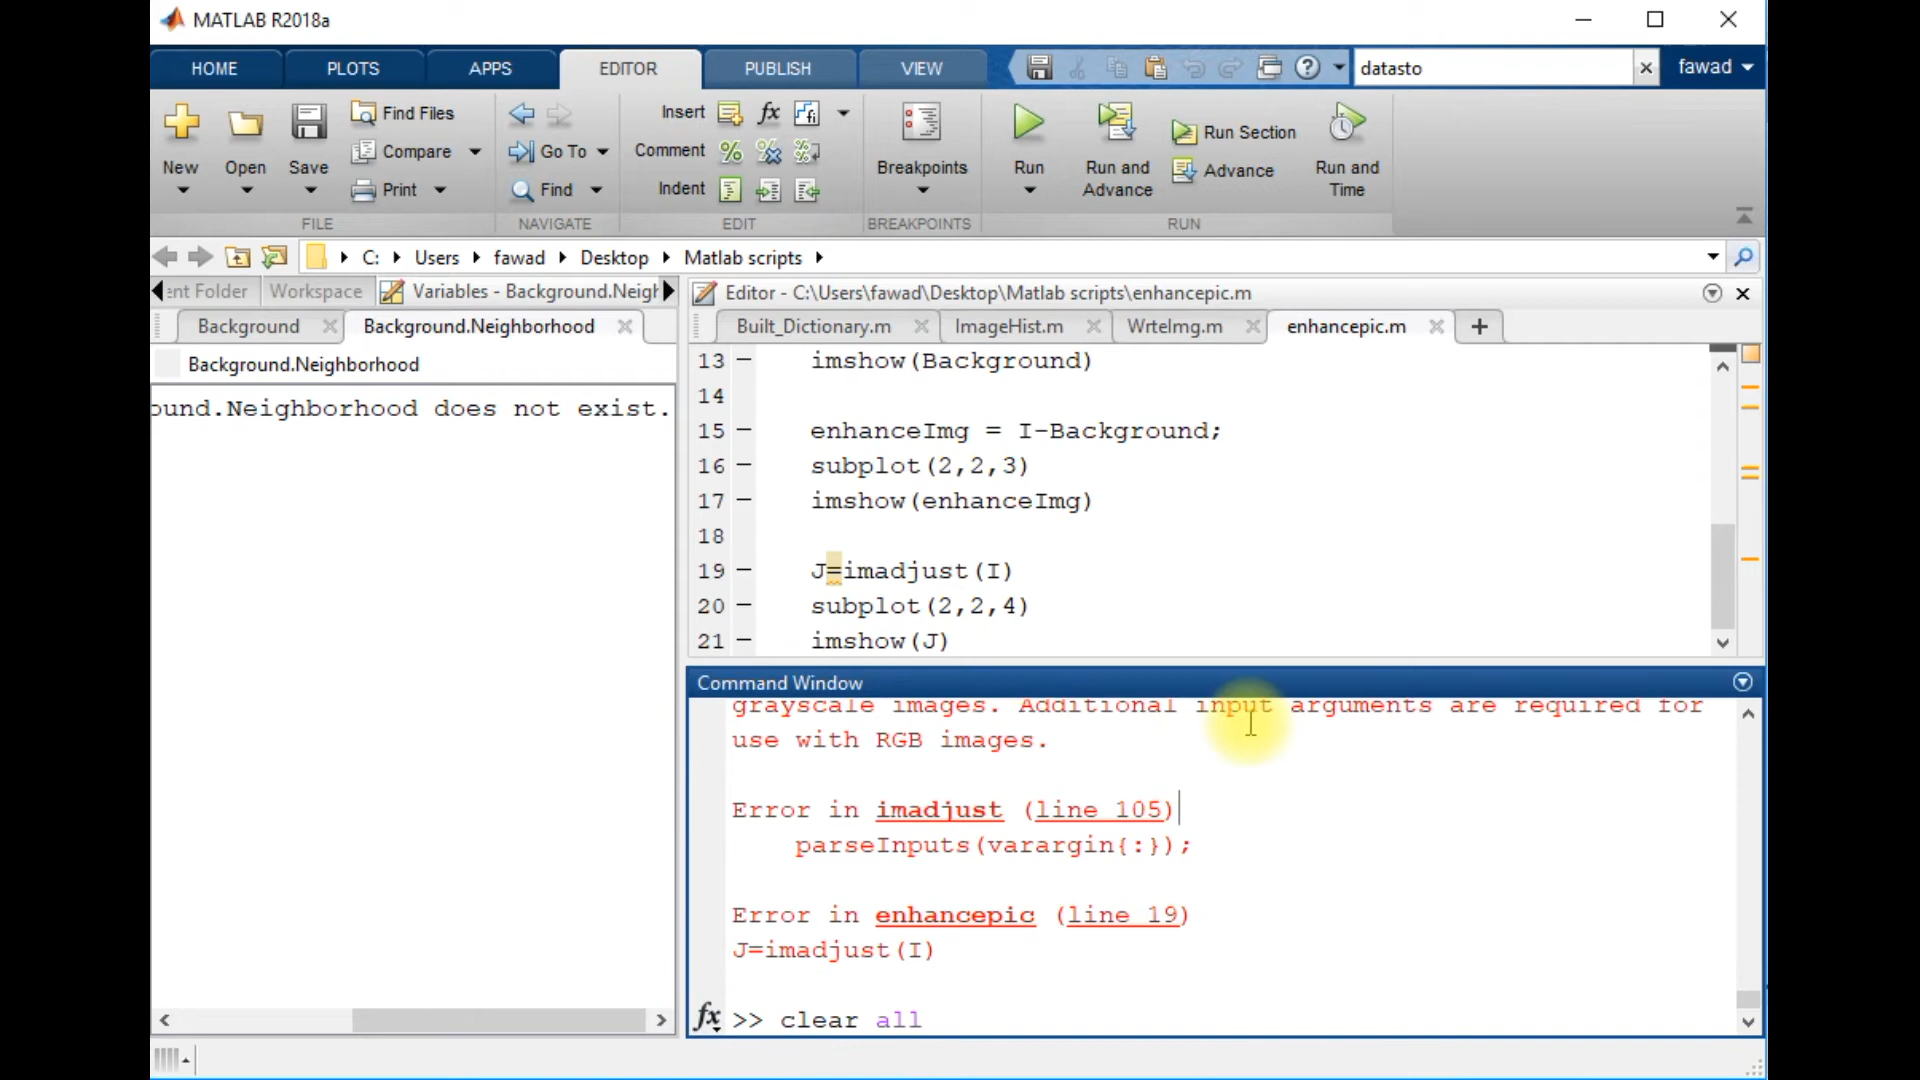 MATLAB R2018a
HOME PLOTS APPS EDITOR PUBLISH VIEW datasto fawad
New Open Save Find Files Compare Print
Go To Find
Insert fx fi
Comment
Indent
Breakpoints Run Run and Advance Run Section Advance Run and Time
FILE NAVIGATE EDIT BREAKPOINTS RUN
C: Users fawad Desktop Matlab scripts
ent Folder Workspace Variables - Background.Neigh
Editor - C:\Users\fawad\Desktop\Matlab scripts\enhancepic.m
Background Background.Neighborhood
Built_Dictionary.m ImageHist.m WrteImg.m enhancepic.m +
Background.Neighborhood
ound.Neighborhood does not exist.
13 – imshow(Background)
14
15 – enhanceImg = I-Background;
16 – subplot(2,2,3)
17 – imshow(enhanceImg)
18
19 – J=imadjust(I)
20 – subplot(2,2,4)
21 – imshow(J)
Command Window
grayscale images. Additional input arguments are required for
use with RGB images.
Error in imadjust (line 105)
parseInputs(varargin{:});
Error in enhancepic (line 19)
J=imadjust(I)
fx >> clear all